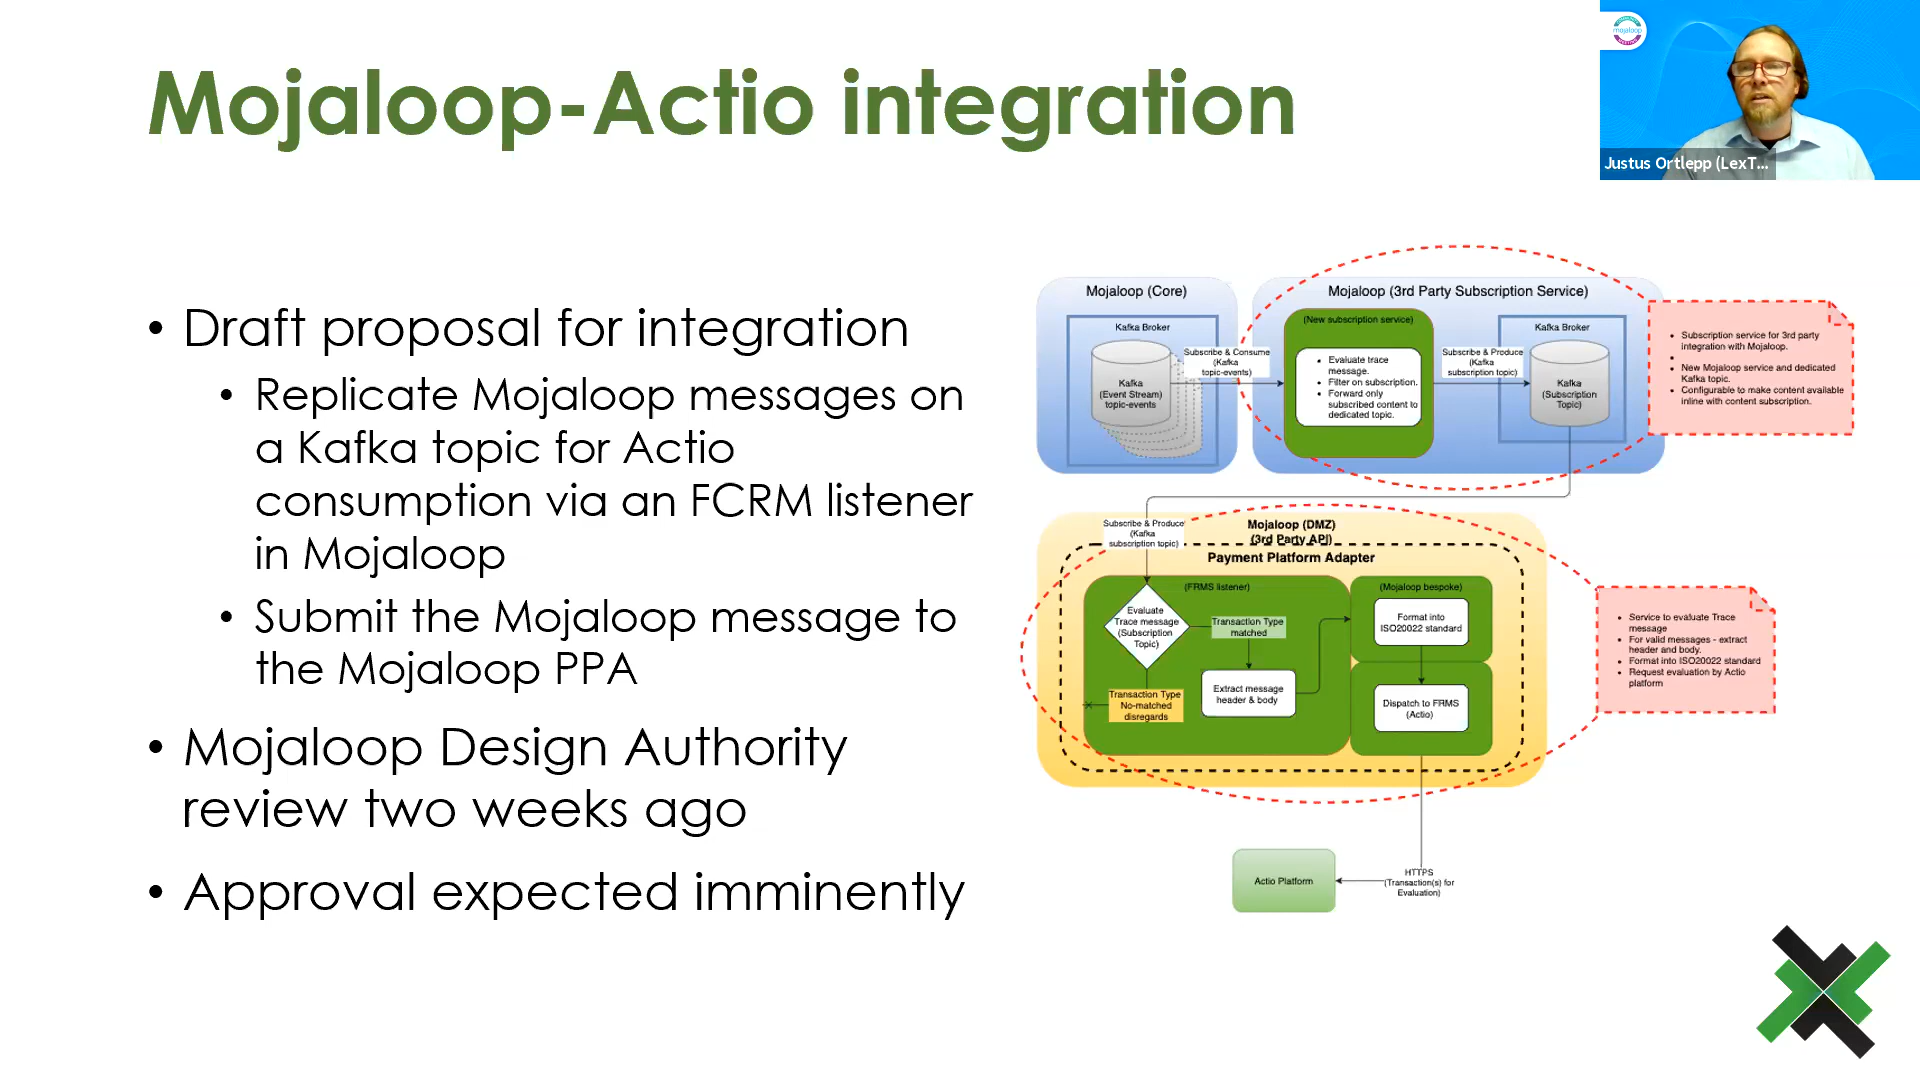 Mojaloop-Actio integration
mojaloop
Justus Ortlepp (LexT...
• Draft proposal for integration
• Replicate Mojaloop messages on
a Kafka topic for Actio
consumption via an FCRM listener
in Mojaloop
• Submit the Mojaloop message to
the Mojaloop PPA
• Mojaloop Design Authority
review two weeks ago
• Approval expected imminently
Mojaloop (Core)
Kafka Broker
Kafka
(Event Stream)
topic-events
Subscribe & Consume
(Kafka
topic-events)
Mojaloop (3rd Party Subscription Service)
(New subscription service)
• Evaluate trace
message.
• Filter on subscription.
• Forward only
subscribed content to
dedicated topic.
Subscribe & Produce
(Kafka
subscription topic)
Kafka Broker
Kafka
(Subscription
Topic)
• Subscription service for 3rd party
integration with Mojaloop.
•
• New Mojaloop service and dedicated
Kafka topic.
• Configurable to make content available
inline with content subscription.
Subscribe & Produce
(Kafka
subscription topic)
Mojaloop (DMZ)
(3rd Party API)
Payment Platform Adapter
(FRMS listener)
Evaluate
Trace message
(Subscription
Topic)
Transaction Type
matched
Transaction Type
No-matched
disregards
Extract message
header & body
(Mojaloop bespoke)
Format into
ISO20022 standard
Dispatch to FRMS
(Actio)
• Service to evaluate Trace
message
• For valid messages - extract
header and body.
• Format into ISO20022 standard
• Request evaluation by Actio
platform
HTTPS
(Transaction(s) for
Evaluation)
Actio Platform